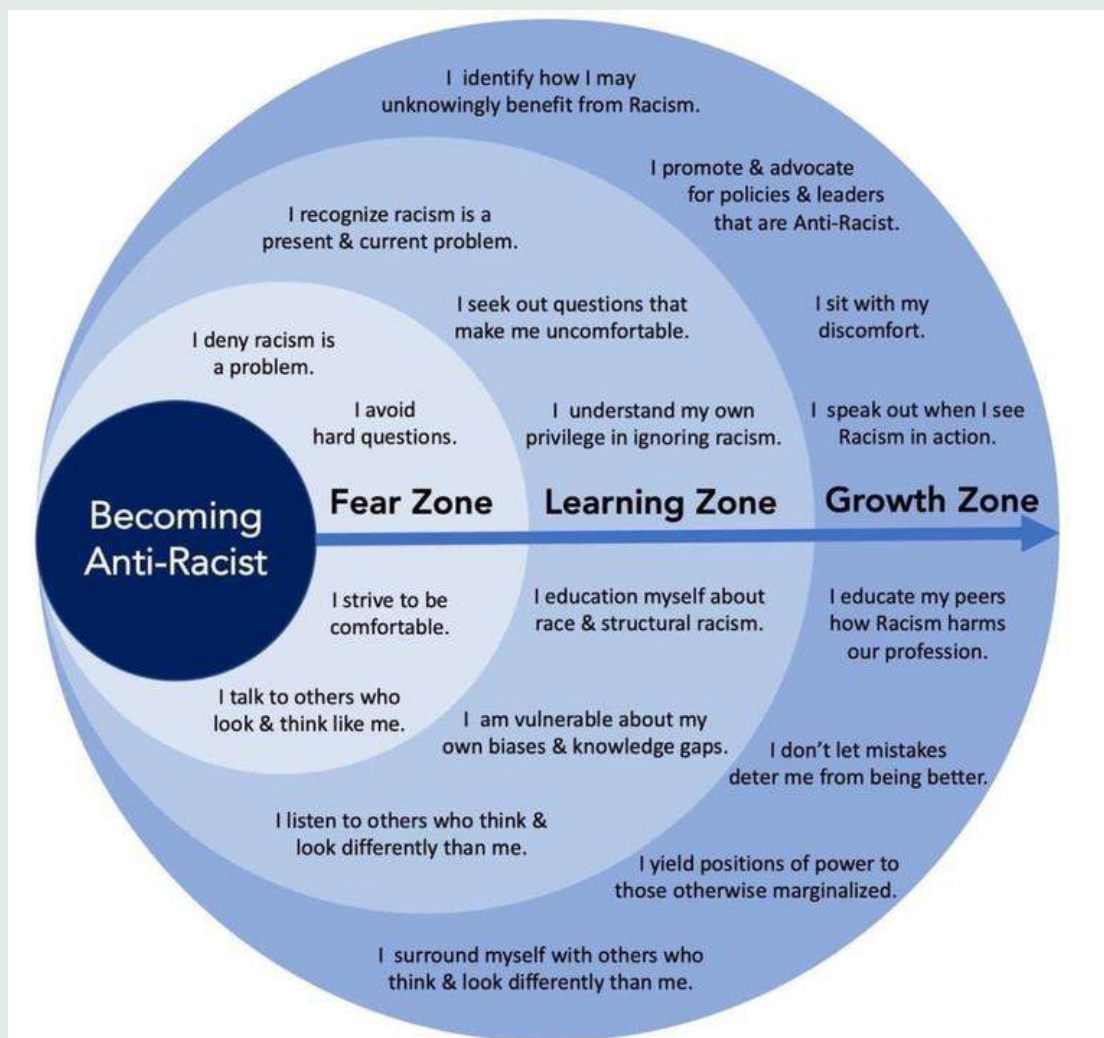 I identify how I may
unknowingly benefit from Racism.
I promote & advocate
for policies & leaders
that are Anti-Racist.
I recognize racism is a
present & current problem.
I seek out questions that
make me uncomfortable.
I sit with my
discomfort.
I deny racism is
a problem.
I avoid
hard questions.
I understand my own
privilege in ignoring racism.
I speak out when I see
Racism in action.
Becoming
Anti-Racist
Fear Zone
Learning Zone
Growth Zone
I strive to be
comfortable.
I education myself about
race & structural racism.
I educate my peers
how Racism harms
our profession.
I talk to others who
look & think like me.
I am vulnerable about my
own biases & knowledge gaps.
I don't let mistakes
deter me from being better.
I listen to others who think &
look differently than me.
I yield positions of power to
those otherwise marginalized.
I surround myself with others who
think & look differently than me.